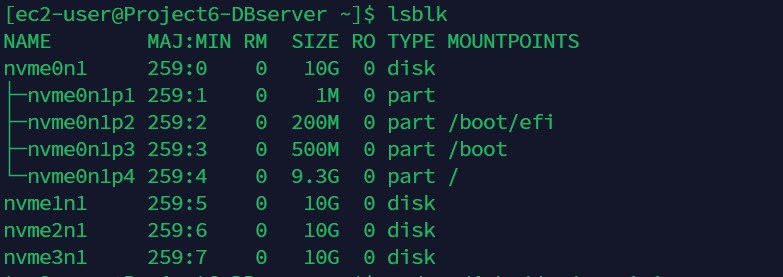 [ec2-user@Project6-DBserver ~]$ lsblk
NAME        MAJ:MIN RM  SIZE RO TYPE MOUNTPOINTS
nvme0n1     259:0    0   10G  0 disk
├─nvme0n1p1 259:1    0    1M  0 part
├─nvme0n1p2 259:2    0  200M  0 part /boot/efi
├─nvme0n1p3 259:3    0  500M  0 part /boot
└─nvme0n1p4 259:4    0  9.3G  0 part /
nvme1n1     259:5    0   10G  0 disk
nvme2n1     259:6    0   10G  0 disk
nvme3n1     259:7    0   10G  0 disk